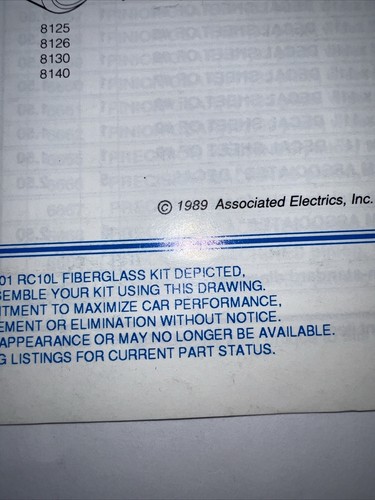 8125
8126
8130
8140
© 1989 Associated Electrics, Inc.
01 RC10L FIBERGLASS KIT DEPICTED,
SEMBLE YOUR KIT USING THIS DRAWING.
ITMENT TO MAXIMIZE CAR PERFORMANCE,
EMENT OR ELIMINATION WITHOUT NOTICE.
APPEARANCE OR MAY NO LONGER BE AVAILABLE.
G LISTINGS FOR CURRENT PART STATUS.